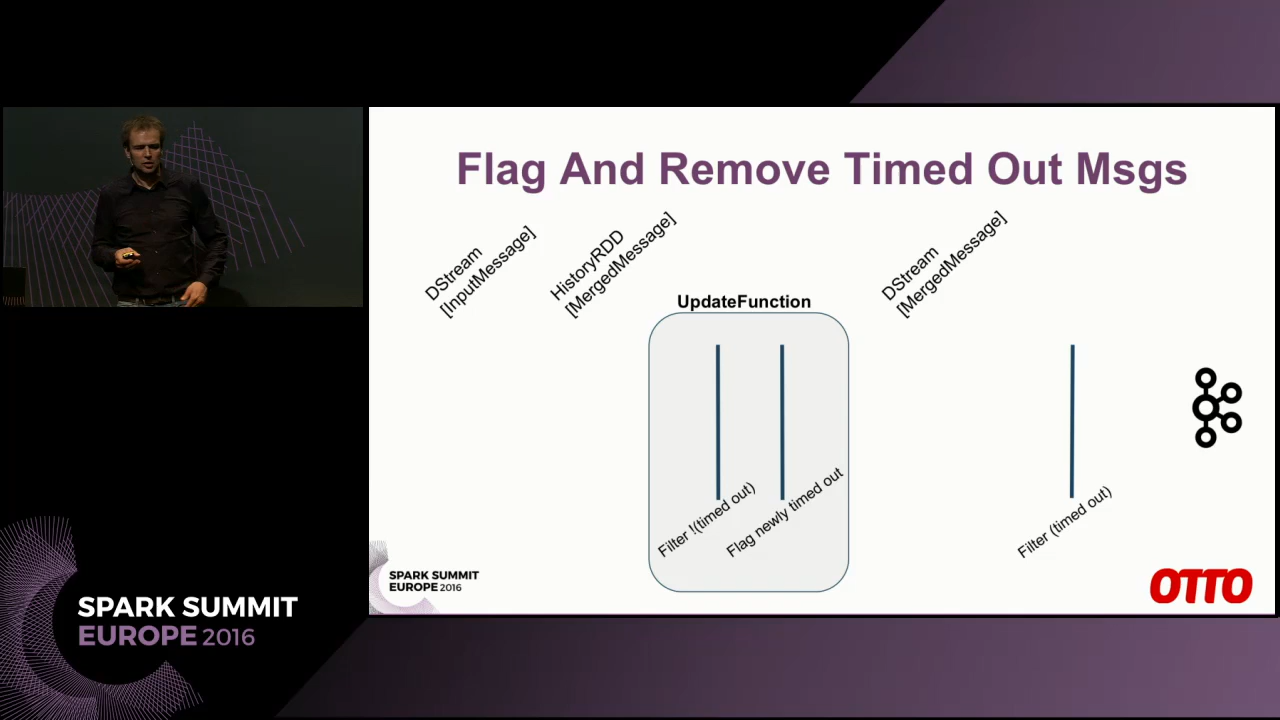 Flag And Remove Timed Out Msgs
DStream
[InputMessage]
HistoryRDD
[MergedMessage]
DStream
[MergedMessage]
UpdateFunction
Filter !(timed out)
Flag newly timed out
Filter (timed out)
SPARK SUMMIT
EUROPE 2016
OTTO
SPARK SUMMIT
EUROPE 2016